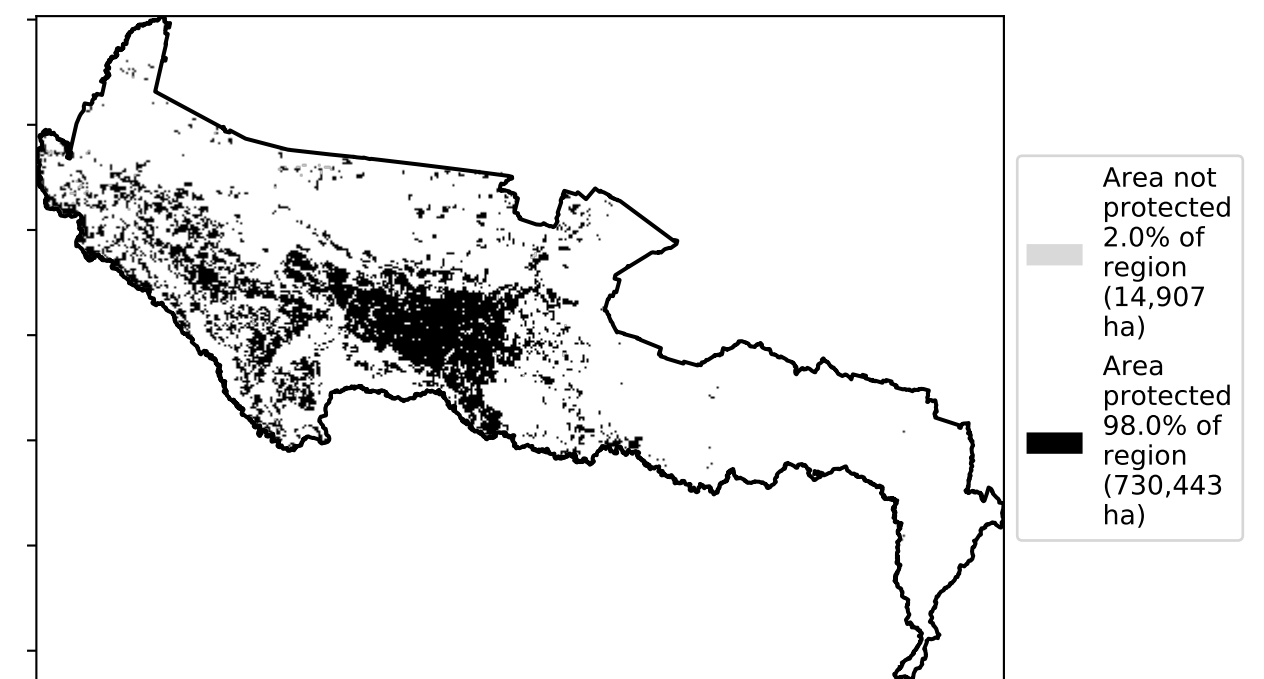 Area not
protected
2.0% of
region
(14,907
ha)
Area
protected
98.0% of
region
(730,443
ha)